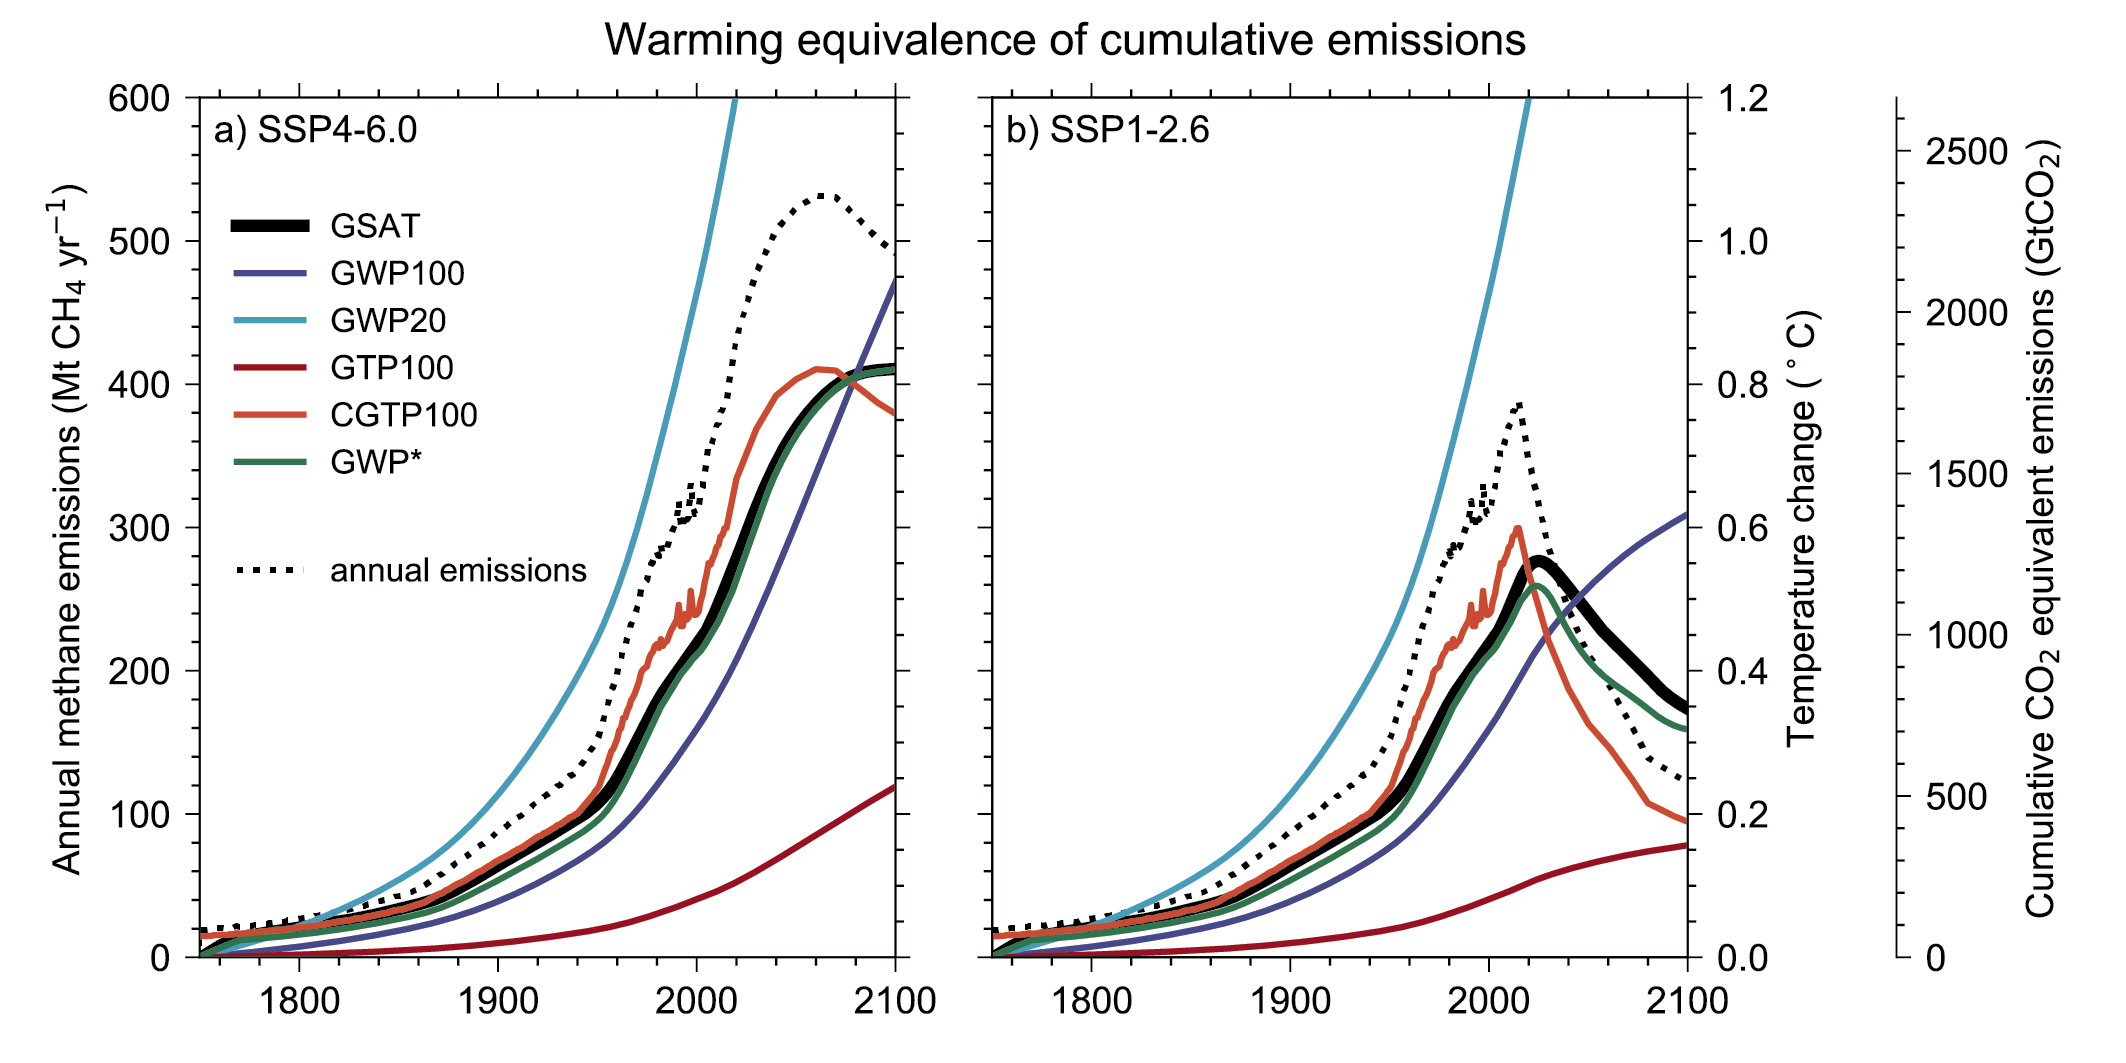 Warming equivalence of cumulative emissions
a) SSP4-6.0
b) SSP1-2.6
GSAT
GWP100
GWP20
GTP100
CGTP100
GWP*
annual emissions
Annual methane emissions (Mt CH₄ yr⁻¹)
600
500
400
300
200
100
0
1800 1900 2000 2100
1800 1900 2000 2100
1.2
1.0
0.8
0.6
0.4
0.2
0.0
Temperature change (°C)
2500
2000
1500
1000
500
0
Cumulative CO₂ equivalent emissions (GtCO₂)